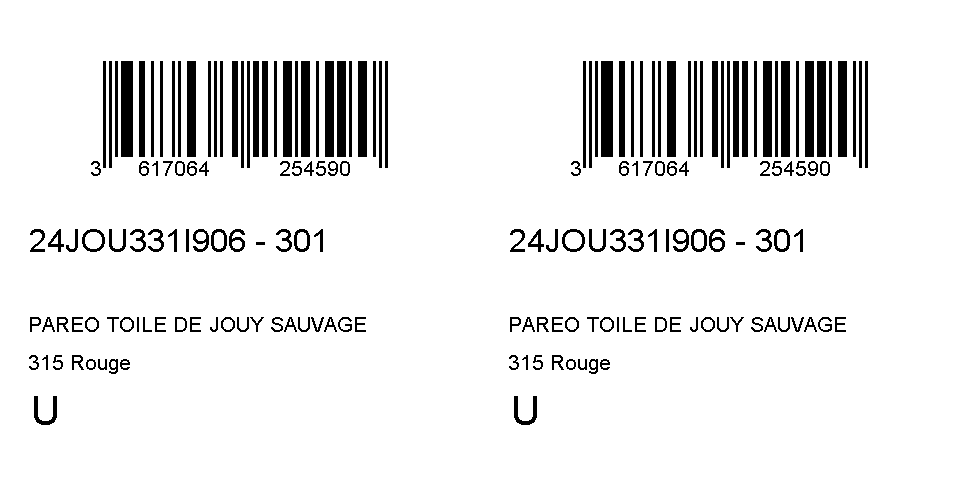 3 617064 254590
24JOU331I906 - 301
PAREO TOILE DE JOUY SAUVAGE
315 Rouge
U
3 617064 254590
24JOU331I906 - 301
PAREO TOILE DE JOUY SAUVAGE
315 Rouge
U